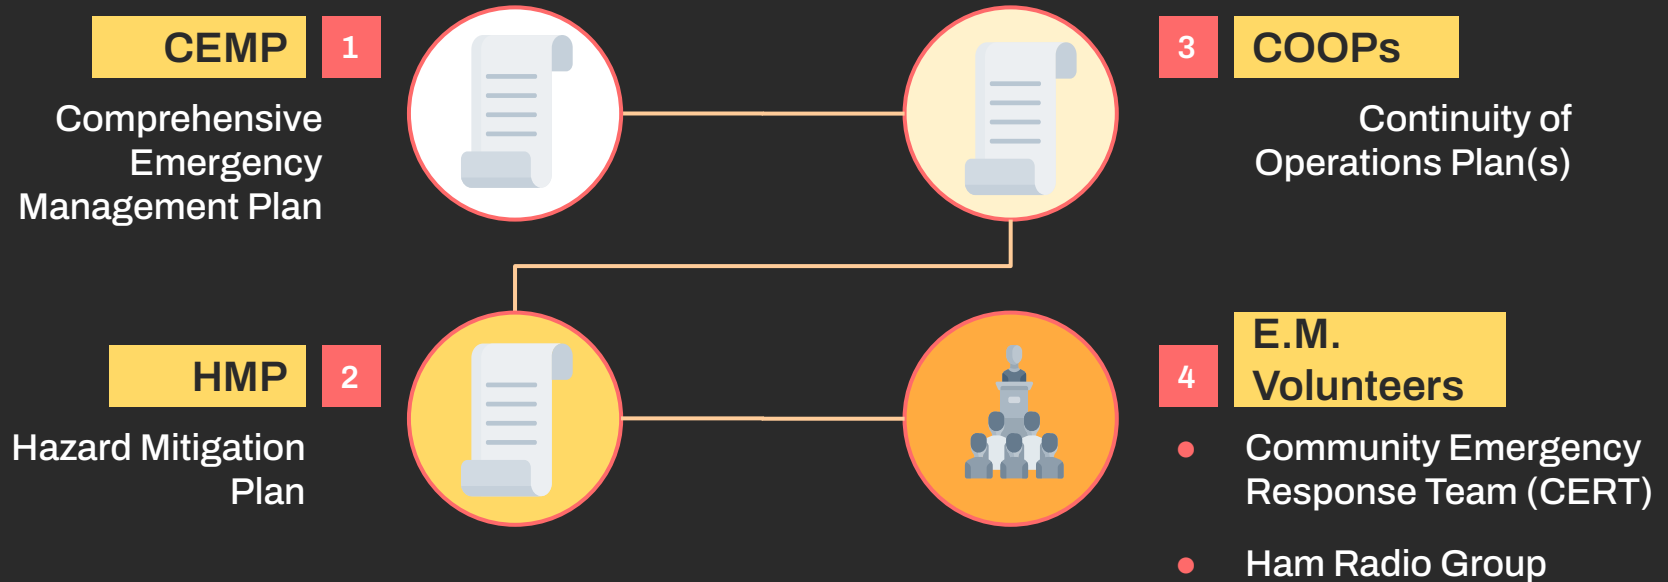 CEMP
1
Comprehensive
Emergency
Management Plan
3
COOPs
Continuity of
Operations Plan(s)
HMP
2
Hazard Mitigation
Plan
4
E.M.
Volunteers
Community Emergency
Response Team (CERT)
Ham Radio Group